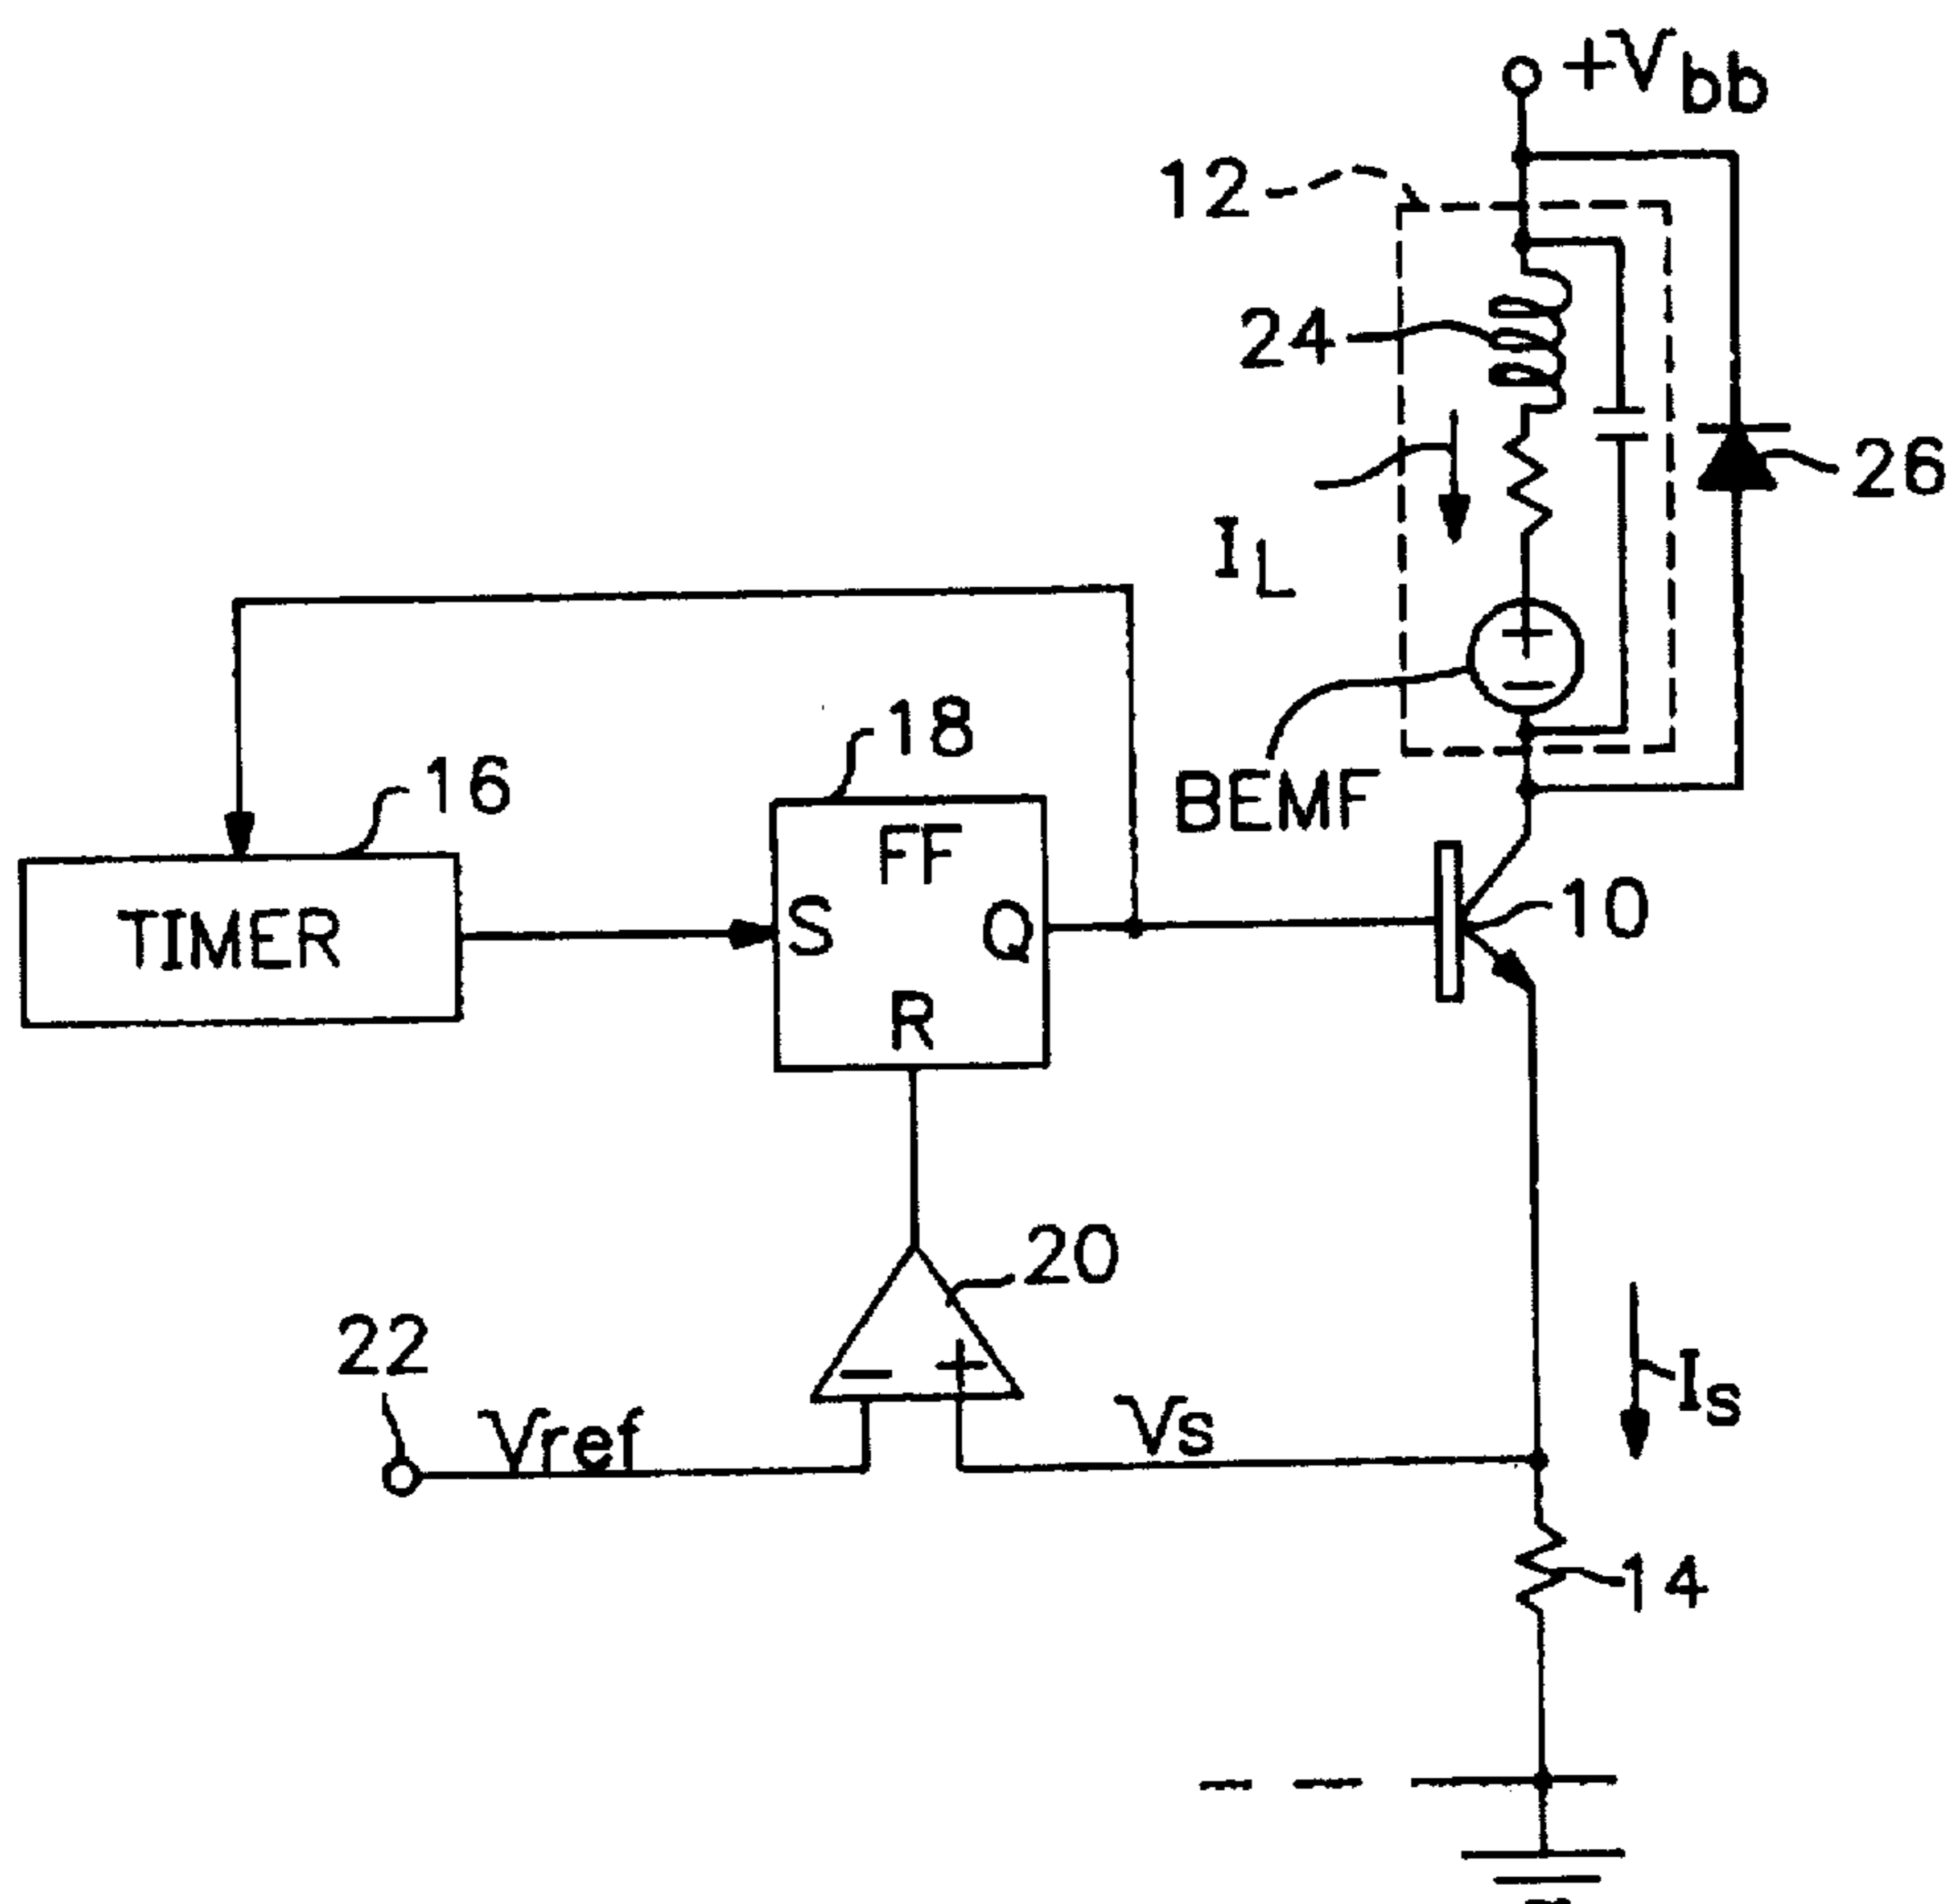 +Vbb
12
24
26
IL
18
16
BEMF
FF
TIMER
S
Q
10
R
20
22
Vref
−
+
Vs
Is
14
+
−